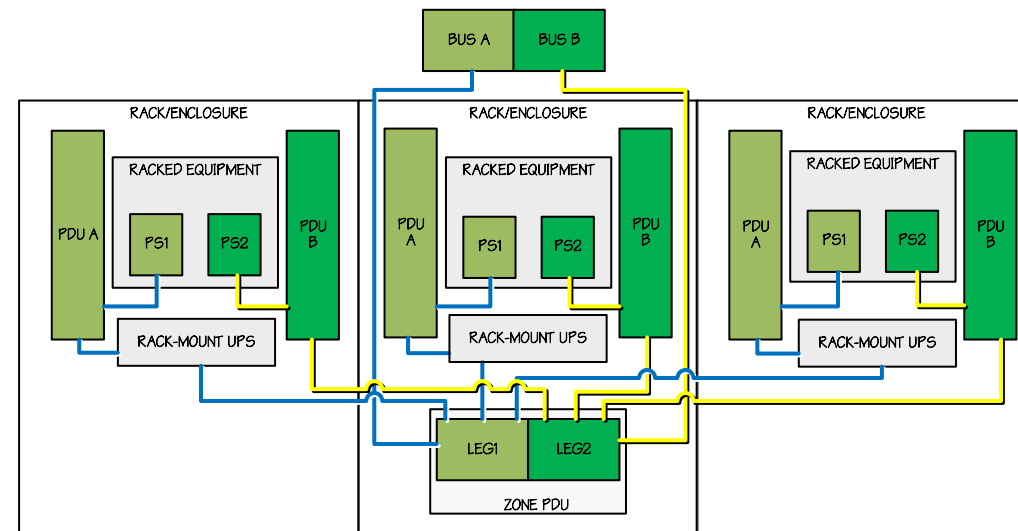 BUS A
BUS B
RACK/ENCLOSURE
PDU A
RACKED EQUIPMENT
PS1
PS2
PDU
B
RACK-MOUNT UPS
RACK/ENCLOSURE
PDU
A
RACKED EQUIPMENT
PS1
PS2
PDU
B
RACK-MOUNT UPS
RACK/ENCLOSURE
PDU
A
RACKED EQUIPMENT
PS1
PS2
PDU
B
RACK-MOUNT UPS
LEG1
LEG2
ZONE PDU